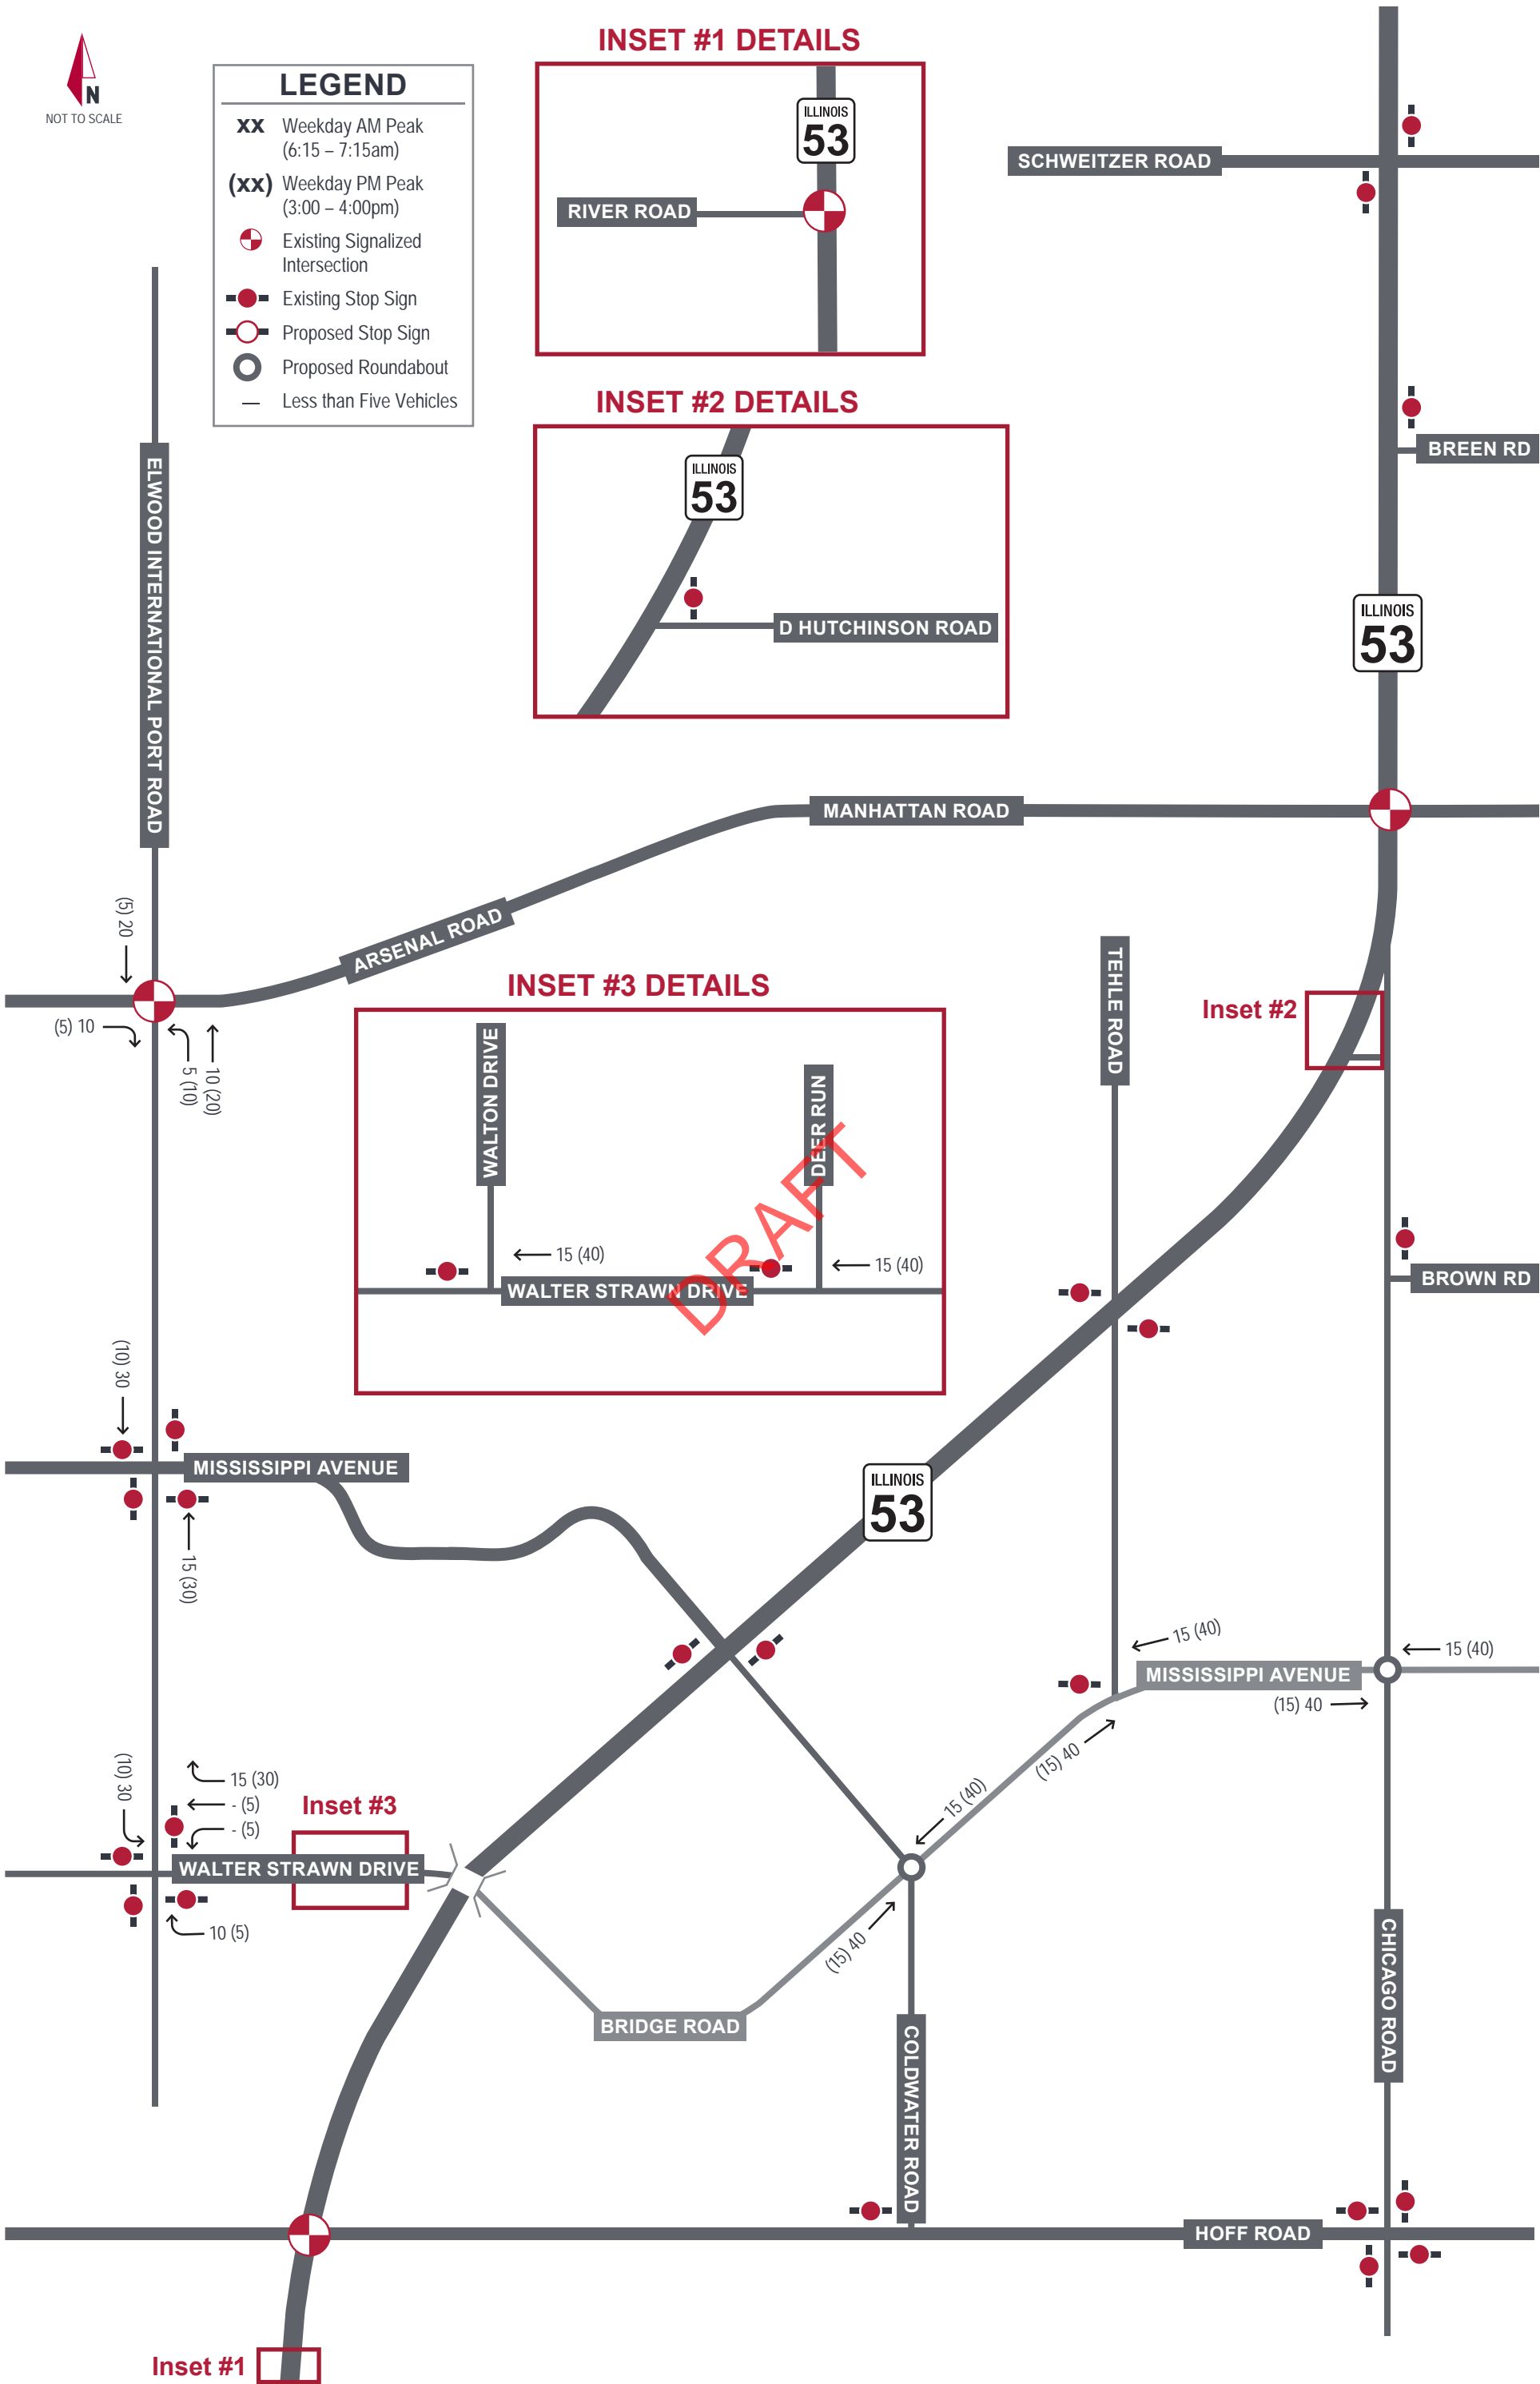 INSET #1 DETAILS
N
NOT TO SCALE
LEGEND
xx Weekday AM Peak
(6:15 – 7:15am)
(xx) Weekday PM Peak
(3:00 – 4:00pm)
Existing Signalized
Intersection
Existing Stop Sign
Proposed Stop Sign
Proposed Roundabout
— Less than Five Vehicles
ILLINOIS
53
RIVER ROAD
SCHWEITZER ROAD
INSET #2 DETAILS
ILLINOIS
53
D HUTCHINSON ROAD
BREEN RD
ELWOOD INTERNATIONAL PORT ROAD
ILLINOIS
53
MANHATTAN ROAD
ARSENAL ROAD
(5) 20
(5) 10
5 (10)
10 (20)
INSET #3 DETAILS
WALTON DRIVE
DEER RUN
15 (40)
15 (40)
WALTER STRAWN DRIVE
DRAFT
TEHLE ROAD
Inset #2
BROWN RD
(10) 30
MISSISSIPPI AVENUE
15 (30)
ILLINOIS
53
15 (40)
15 (40)
MISSISSIPPI AVENUE
(15) 40
(15) 40
15 (40)
(15) 40
(10) 30
15 (30)
- (5)
- (5)
Inset #3
WALTER STRAWN DRIVE
10 (5)
BRIDGE ROAD
COLDWATER ROAD
CHICAGO ROAD
HOFF ROAD
Inset #1